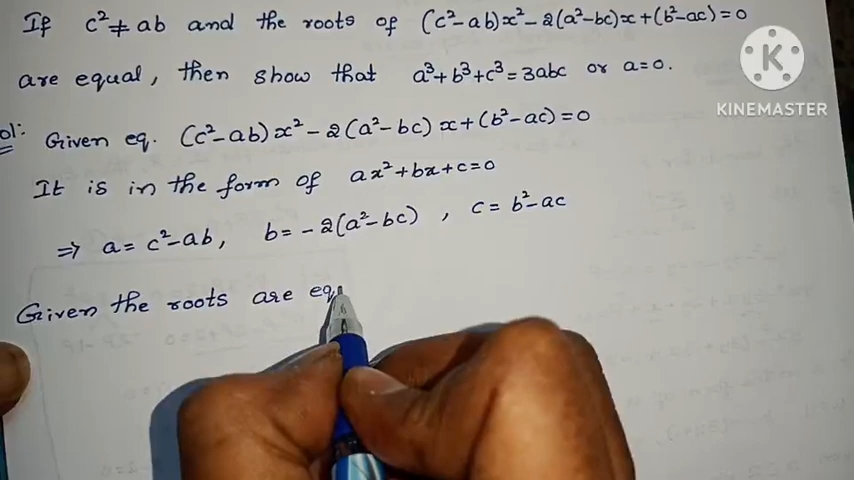 If c² ≠ ab and the roots of (c²-ab)x²-2(a²-bc)x+(b²-ac)=0
are equal, then show that a³+b³+c³=3abc or a=0.
ol: Given eq. (c²-ab)x²-2(a²-bc)x+(b²-ac)=0
It is in the form of ax²+bx+c=0
⇒ a=c²-ab, b=-2(a²-bc), c=b²-ac
Given the roots are eq
KINEMASTER